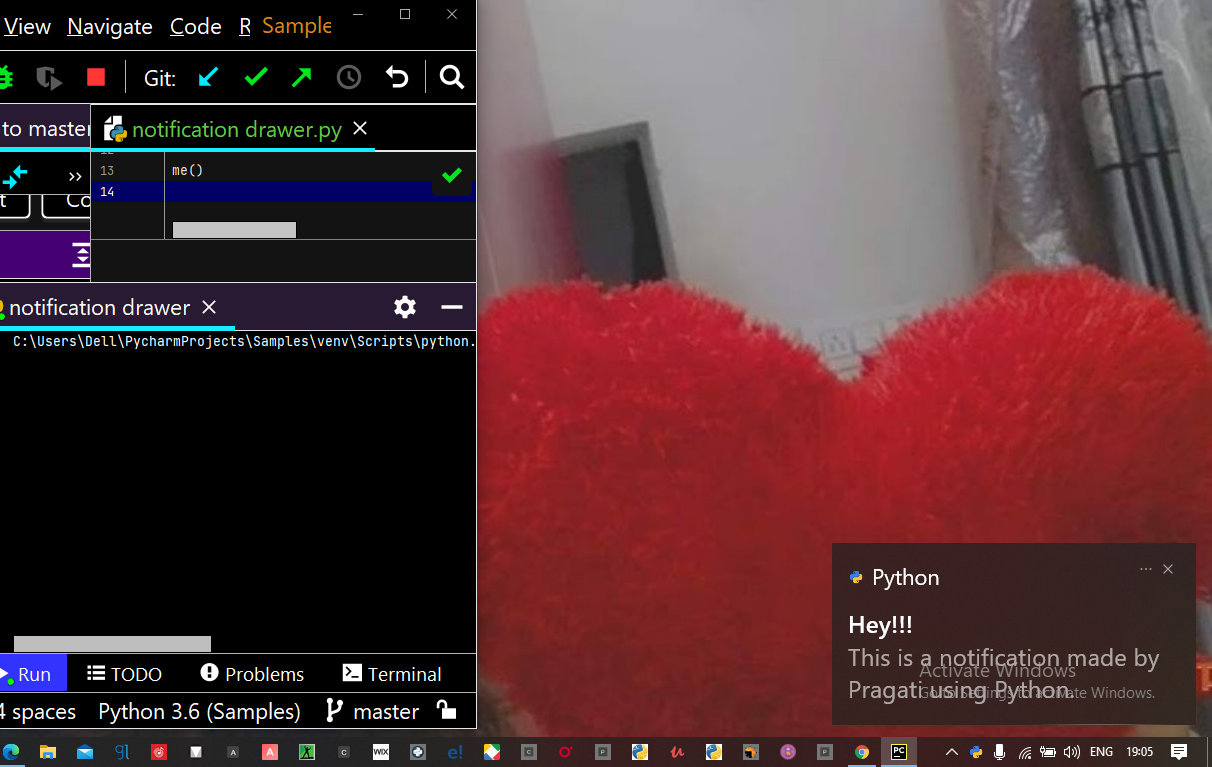 View Navigate Code R Sample
Git:
to master
notification drawer.py
13 me()
14
notification drawer
C:\Users\Dell\PycharmProjects\Samples\venv\Scripts\python.
Python
Hey!!!
This is a notification made by
Pragati using Python.
Activate Windows
Go to Settings to activate Windows.
Run TODO Problems Terminal
4 spaces Python 3.6 (Samples) master
WIX e! PC ENG 19:05